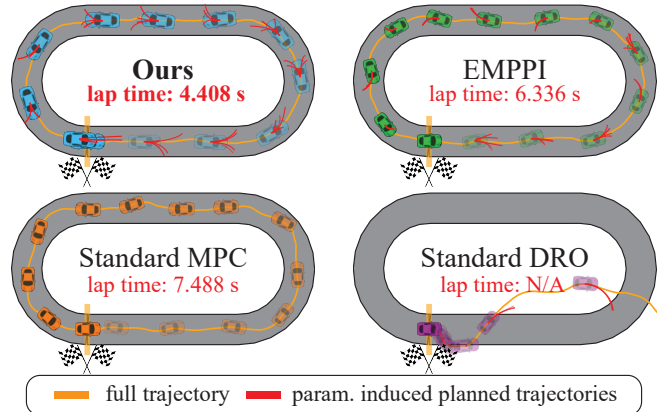 Ours
lap time: 4.408 s
EMPPI
lap time: 6.336 s
Standard MPC
lap time: 7.488 s
Standard DRO
lap time: N/A
full trajectory
param. induced planned trajectories